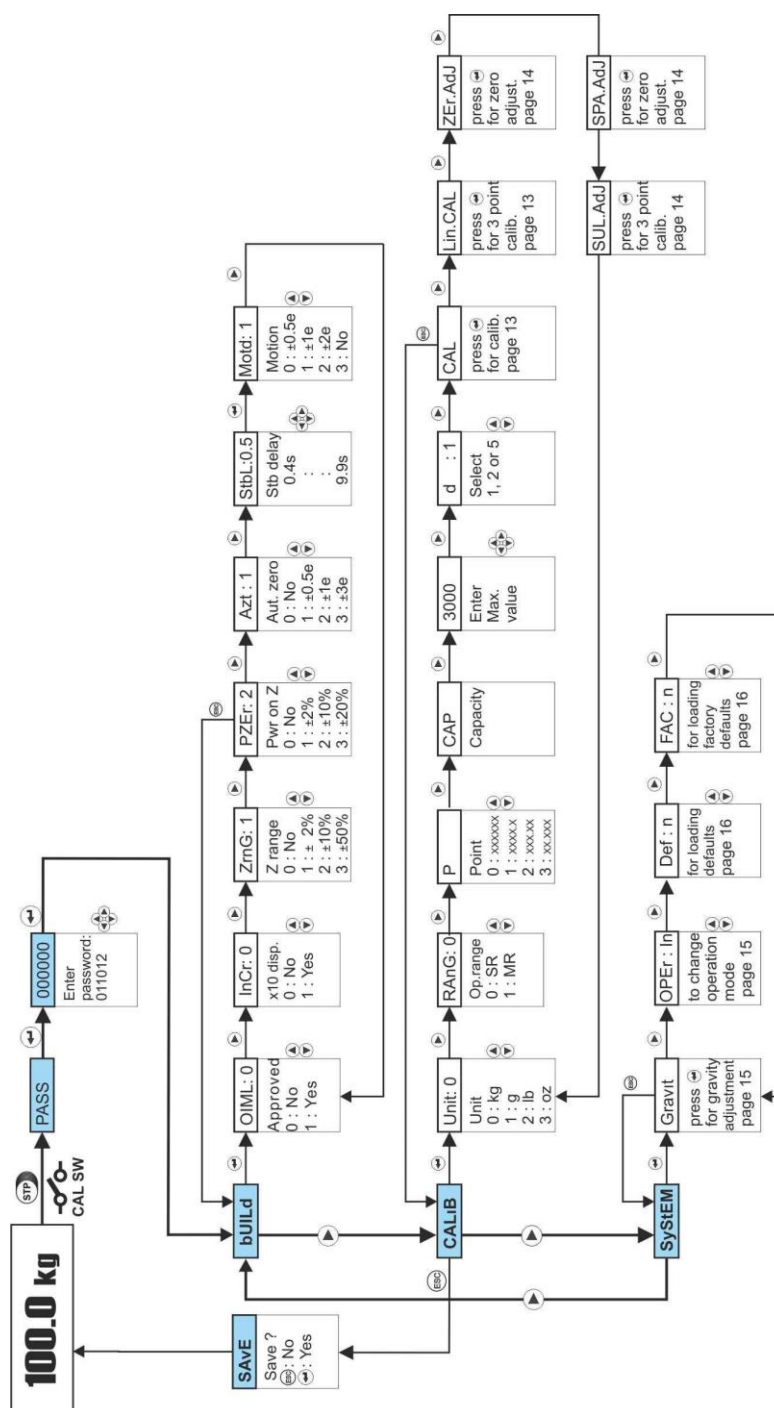 100.0 kg
STP
CAL SW
PASS
000000
Enter
password:
011012
SAvE
Save ?
ESC : No
: Yes
bUILd
OIML: 0
Approved
0 : No
1 : Yes
InCr: 0
x10 disp.
0 : No
1 : Yes
ZrnG: 1
Z range
0 : No
1 : ± 2%
2 : ±10%
3 : ±50%
PZEr: 2
Pwr on Z
0 : No
1 : ±2%
2 : ±10%
3 : ±20%
ESC
Azt : 1
Aut. zero
0 : No
1 : ±0.5e
2 : ±1e
3 : ±3e
StbL:0.5
Stb delay
0.4s
:
:
9.9s
Motd: 1
Motion
0 : ±0.5e
1 : ±1e
2 : ±2e
3 : No
ESC
CALıB
Unit: 0
Unit
0 : kg
1 : g
2 : lb
3 : oz
RAnG: 0
Op.range
0 : SR
1 : MR
P
Point
0 : xxxxxx
1 : xxxx.x
2 : xxx.xx
3 : xx.xxx
CAP
Capacity
3000
Enter
Max.
value
d : 1
Select
1, 2 or 5
ESC
CAL
press
for calib.
page 13
Lin.CAL
press
for 3 point
calib.
page 13
ZEr.AdJ
press
for zero
adjust.
page 14
SPA.AdJ
press
for zero
adjust.
page 14
SUL.AdJ
press
for 3 point
calib.
page 14
SyStEM
ESC
Gravit
press
for gravity
adjustment
page 15
OPEr : In
to change
operation
mode
page 15
Def : n
for loading
defaults
page 16
FAC : n
for loading
factory
defaults
page 16